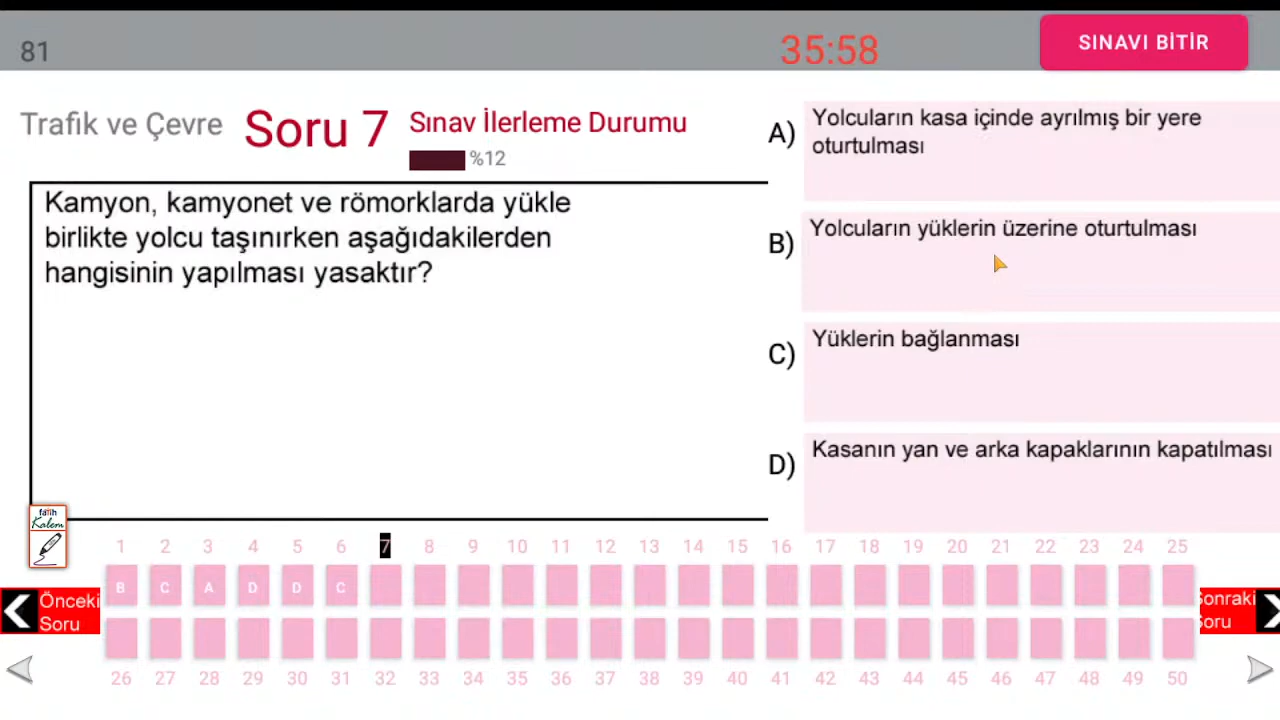 81
35:58
SINAVI BİTİR
Trafik ve Çevre
Soru 7
Sınav İlerleme Durumu
%12
Kamyon, kamyonet ve römorklarda yükle
birlikte yolcu taşınırken aşağıdakilerden
hangisinin yapılması yasaktır?
A)
Yolcuların kasa içinde ayrılmış bir yere
oturtulması
B)
Yolcuların yüklerin üzerine oturtulması
C)
Yüklerin bağlanması
D)
Kasanın yan ve arka kapaklarının kapatılması
fatih
Kalem
1 2 3 4 5 6 7 8 9 10 11 12 13 14 15 16 17 18 19 20 21 22 23 24 25
B C A D D C
Önceki
Soru
Sonraki
Soru
26 27 28 29 30 31 32 33 34 35 36 37 38 39 40 41 42 43 44 45 46 47 48 49 50